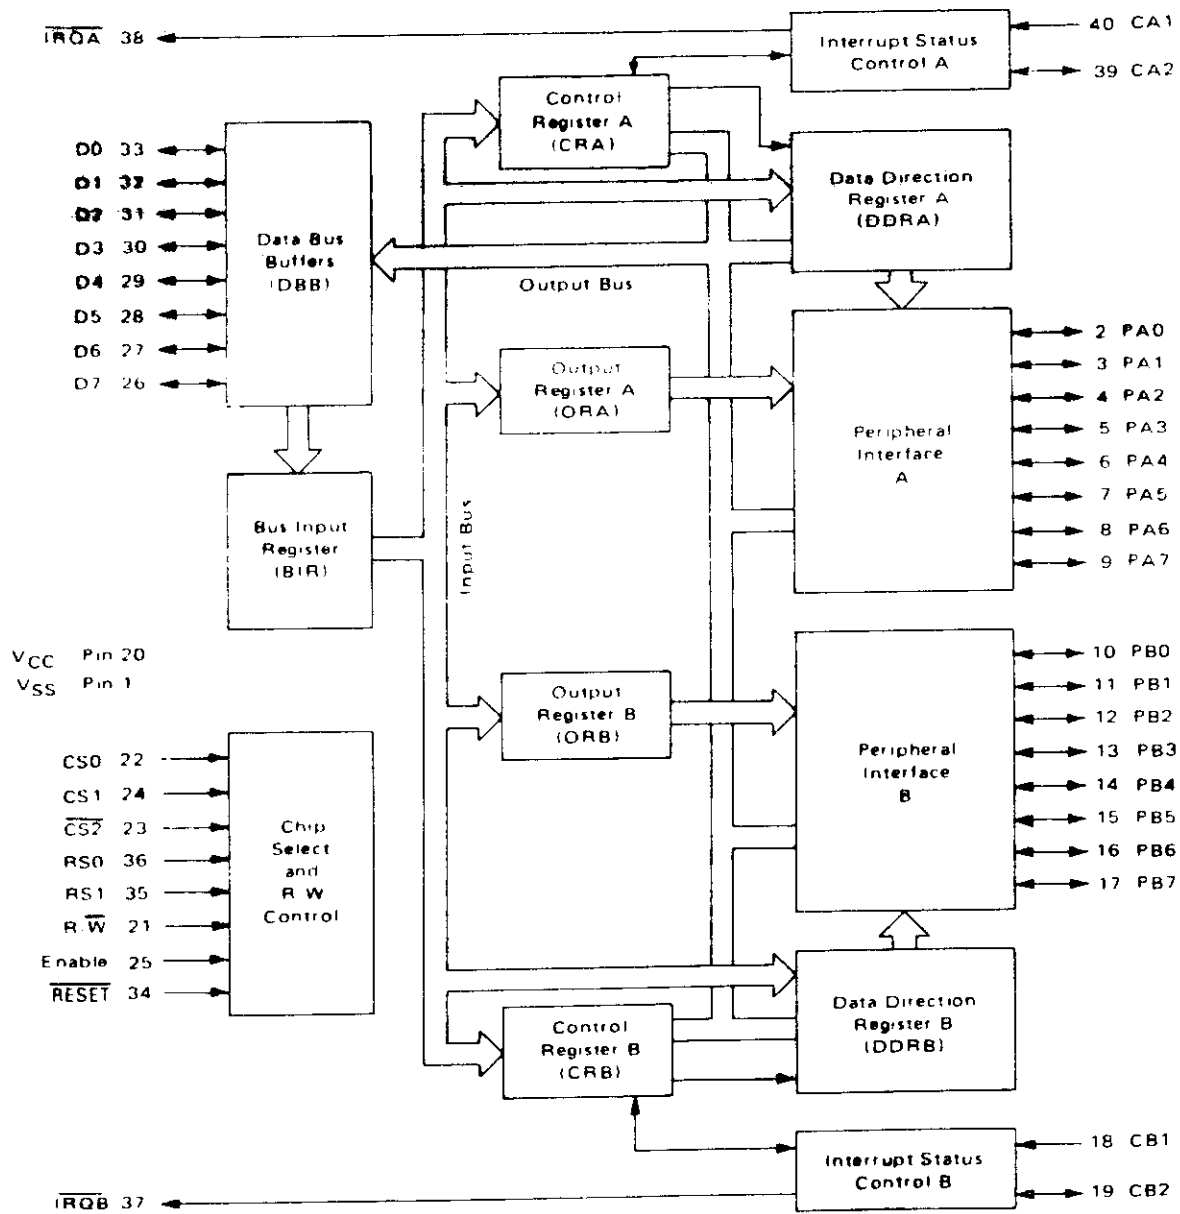 IRQA 38
Interrupt Status
Control A
40 CA1
39 CA2
Control
Register A
(CRA)
D0 33
D1 32
D2 31
D3 30
D4 29
D5 28
D6 27
D7 26
Data Bus
Buffers
(DBB)
Data Direction
Register A
(DDRA)
Output Bus
Output
Register A
(ORA)
Peripheral
Interface
A
2 PA0
3 PA1
4 PA2
5 PA3
6 PA4
7 PA5
8 PA6
9 PA7
Bus Input
Register
(BIR)
Input Bus
VCC Pin 20
VSS Pin 1
Output
Register B
(ORB)
Peripheral
Interface
B
10 PB0
11 PB1
12 PB2
13 PB3
14 PB4
15 PB5
16 PB6
17 PB7
CS0 22
CS1 24
CS2 23
RS0 36
RS1 35
R W 21
Enable 25
RESET 34
Chip
Select
and
R W
Control
Control
Register B
(CRB)
Data Direction
Register B
(DDRB)
Interrupt Status
Control B
18 CB1
19 CB2
IRQB 37